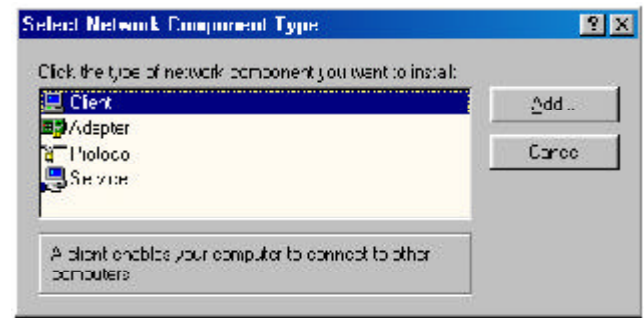 Select Network Component Type
Click the type of network component you want to install:
Client
Adapter
Protocol
Service
Add...
Cancel
A client enables your computer to connect to other
computers.